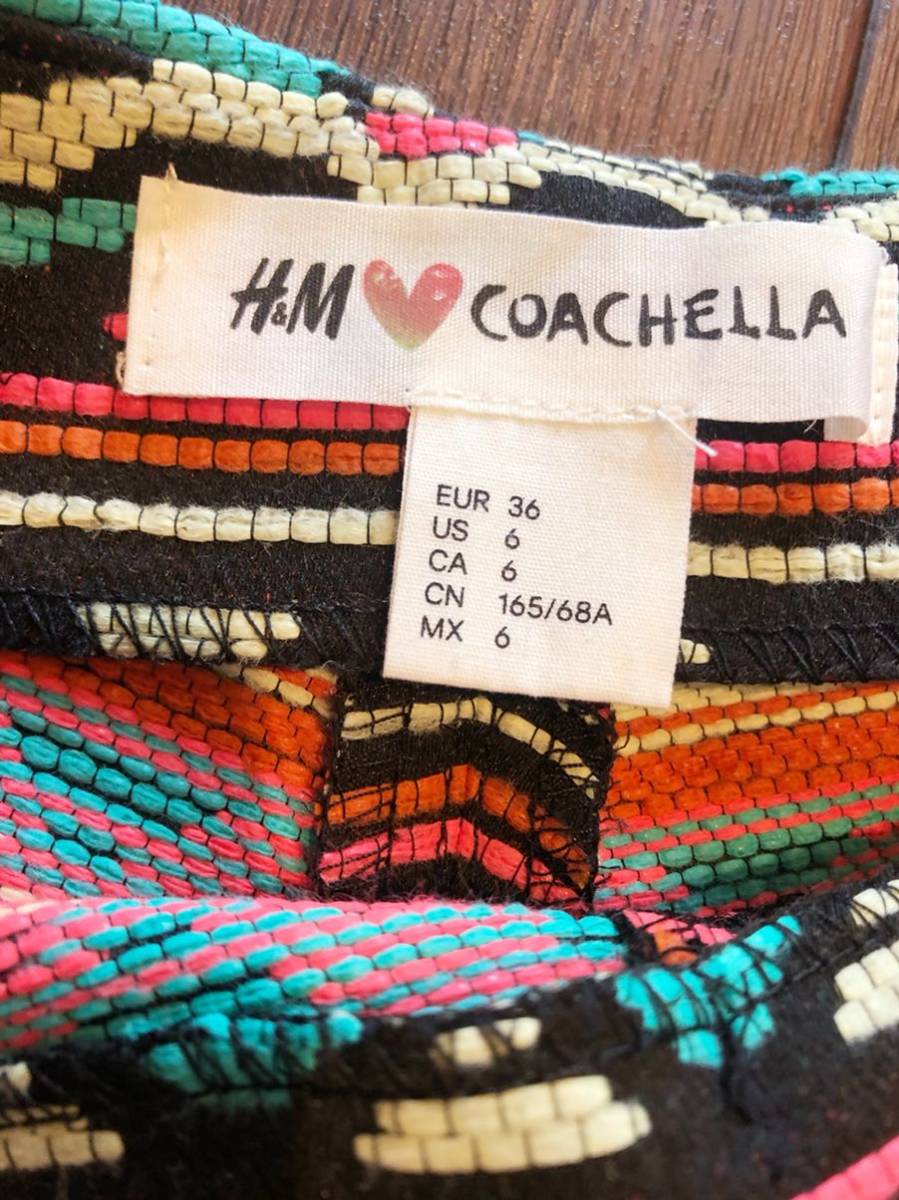 H&M COACHELLA
EUR 36
US 6
CA 6
CN 165/68A
MX 6